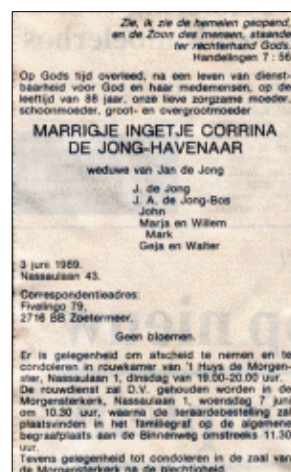 Zie, ik zie de hemelen geopend,
en de Zoon des mensen, staande
ter rechterhand Gods.
Handelingen 7 : 56
Op Gods tijd overleed, na een leven van dienst-
baarheid voor God en haar medemensen, op de
leeftijd van 88 jaar, onze lieve zorgzame moeder,
schoonmoeder, groot- en overgrootmoeder
MARRIGJE INGETJE CORRINA
DE JONG-HAVENAAR
weduwe van Jan de Jong
J. de Jong
J. A. de Jong-Bos
John
Marja en Willem
Mark
Geja en Walter
3 juni 1989.
Nassaulaan 43.
Correspondentieadres:
Fivelingo 79,
2716 BB Zoetermeer.
Geen bloemen.
Er is gelegenheid om afscheid te nemen en te
condoleren in rouwkamer van 't Huys de Morgen-
ster, Nassaulaan 1, dinsdag van 19.00-20.00 uur.
De rouwdienst zal D.V. gehouden worden in de
Morgensterkerk, Nassaulaan 1, woensdag 7 juni
om 10.30 uur, waarna de teraardebestelling zal
plaatsvinden in het familiegraf op de algemene
begraafplaats aan de Binnenweg omstreeks 11.30
uur.
Tevens gelegenheid tot condoleren in de zaal van
de Morgensterkerk na de plechtigheid.